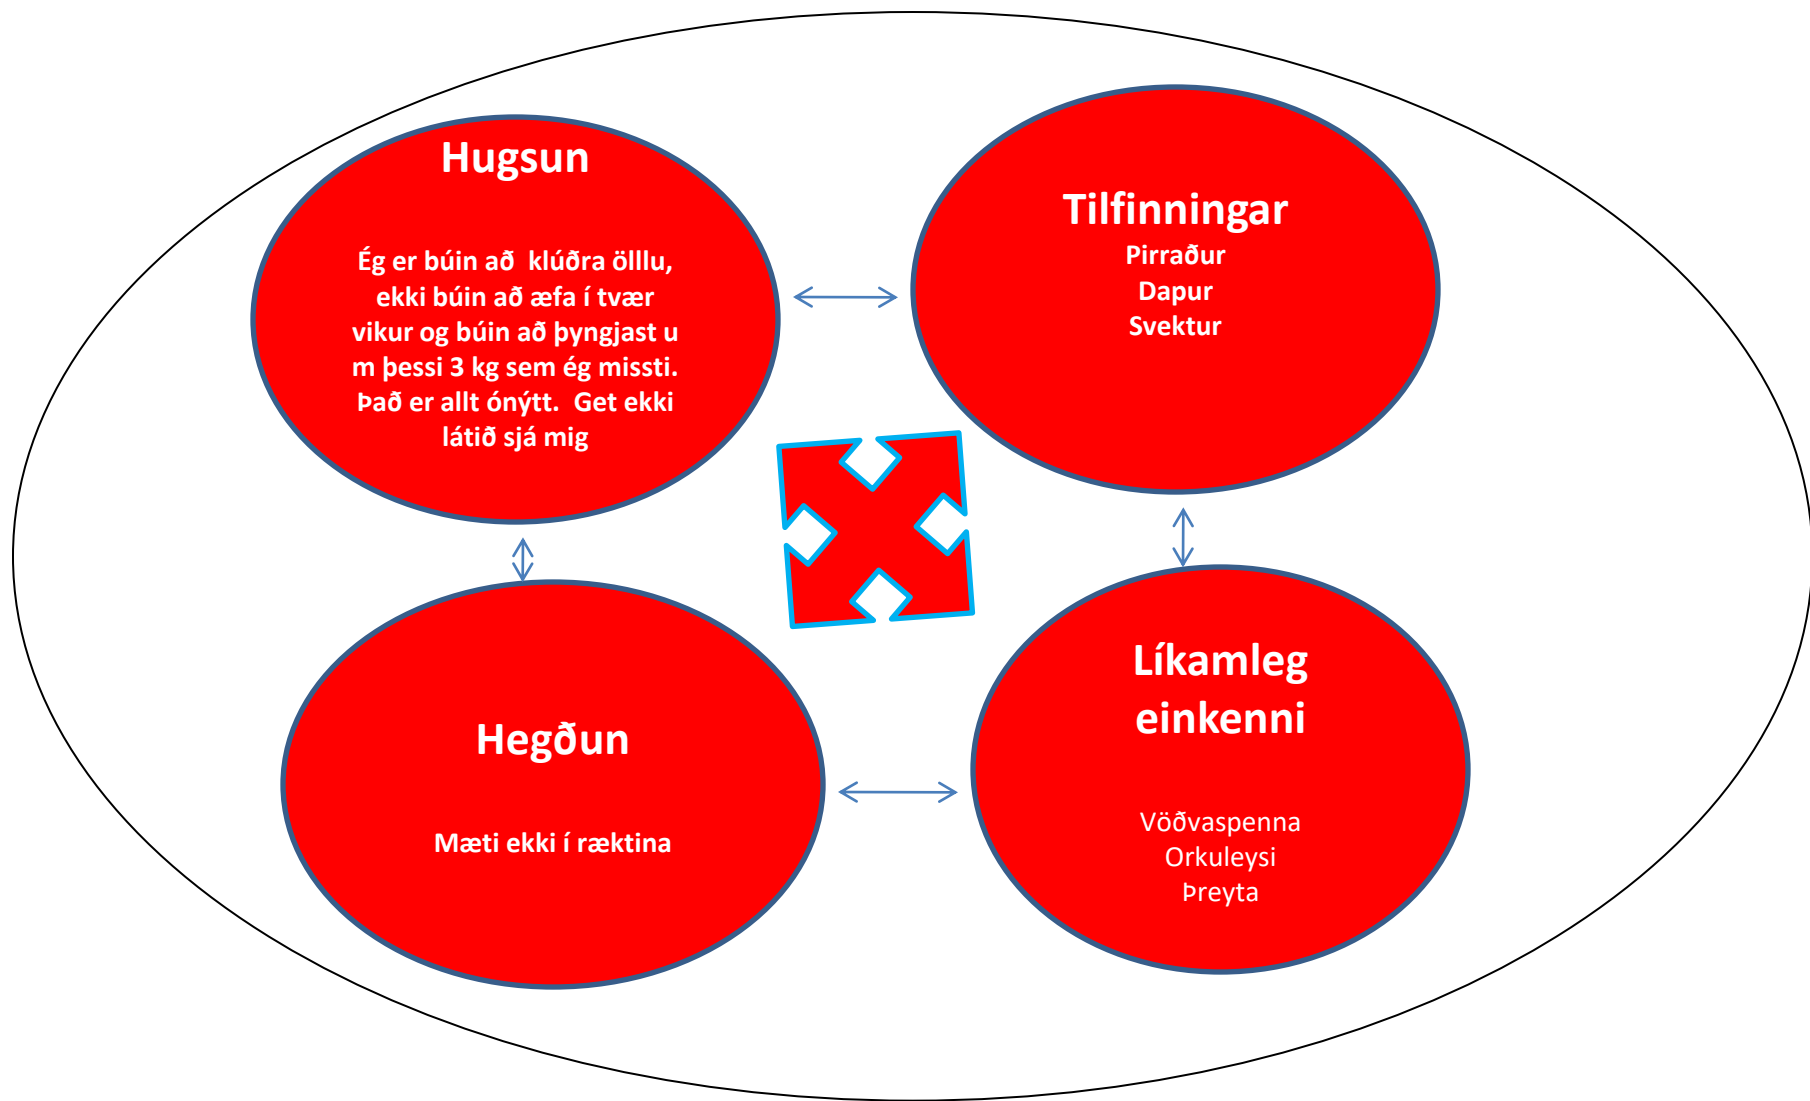 Hugsun
Ég er búin að  klúðra ölllu,
ekki búin að æfa í tvær
vikur og búin að þyngjast u
m þessi 3 kg sem ég missti.
Það er allt ónýtt.  Get ekki
látið sjá mig
Tilfinningar
Pirraður
Dapur
Svektur
Hegðun
Mæti ekki í ræktina
Líkamleg
einkenni
Vöðvaspenna
Orkuleysi
Þreyta